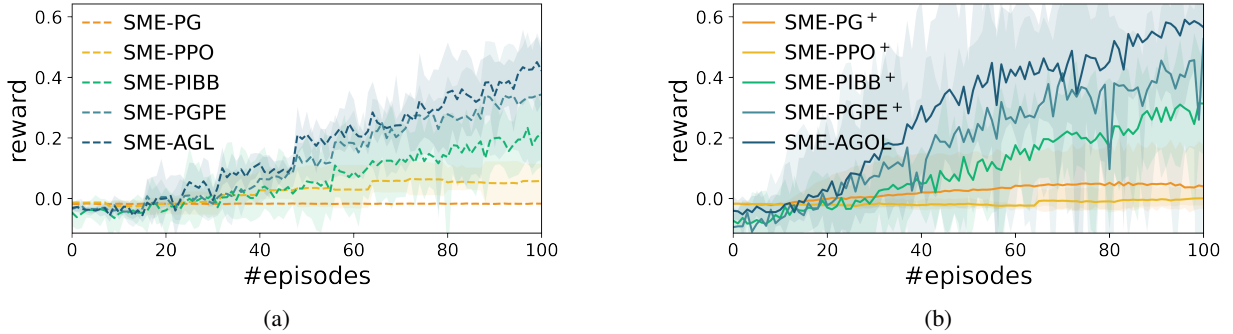 0.6
0.4
0.2
0.0
reward
SME-PG
SME-PPO
SME-PIBB
SME-PGPE
SME-AGL
0 20 40 60 80 100
#episodes
(a)
0.6
0.4
0.2
0.0
reward
SME-PG⁺
SME-PPO⁺
SME-PIBB⁺
SME-PGPE⁺
SME-AGOL
0 20 40 60 80 100
#episodes
(b)